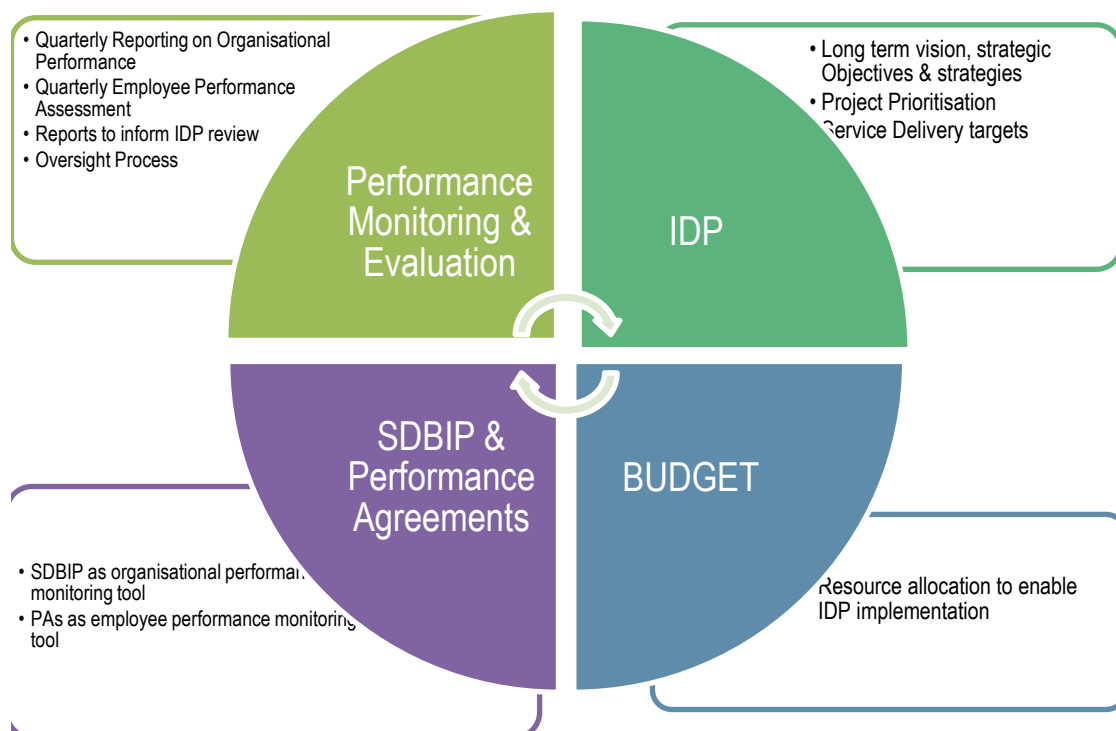 • Quarterly Reporting on Organisational
Performance
• Quarterly Employee Performance
Assessment
• Reports to inform IDP review
• Oversight Process
• Long term vision, strategic
Objectives & strategies
• Project Prioritisation
Service Delivery targets
Performance
Monitoring &
Evaluation
IDP
SDBIP &
Performance
Agreements
BUDGET
• SDBIP as organisational
monitoring tool
• PAs as employee performance monitoring
tool
Resource allocation to enable
IDP implementation